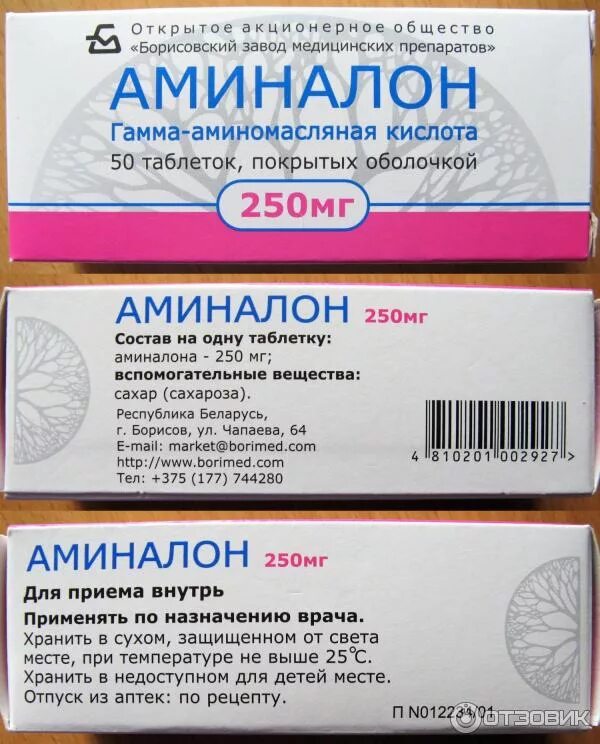 Открытое акционерное общество
«Борисовский завод медицинских препаратов»
АМИНАЛОН
Гамма-аминомасляная кислота
50 таблеток, покрытых оболочкой
250мг
АМИНАЛОН 250мг
Состав на одну таблетку:
аминалона - 250 мг;
вспомогательные вещества:
сахар (сахароза).
Республика Беларусь,
г. Борисов, ул. Чапаева, 64
E-mail: market@borimed.com
http://www.borimed.com
Тел: +375 (177) 744280
4 810201 002927 >
АМИНАЛОН 250мг
Для приема внутрь
Применять по назначению врача.
Хранить в сухом, защищенном от света
месте, при температуре не выше 25°С.
Хранить в недоступном для детей месте.
Отпуск из аптек: по рецепту.
П N012234/01
ОТЗОВИК